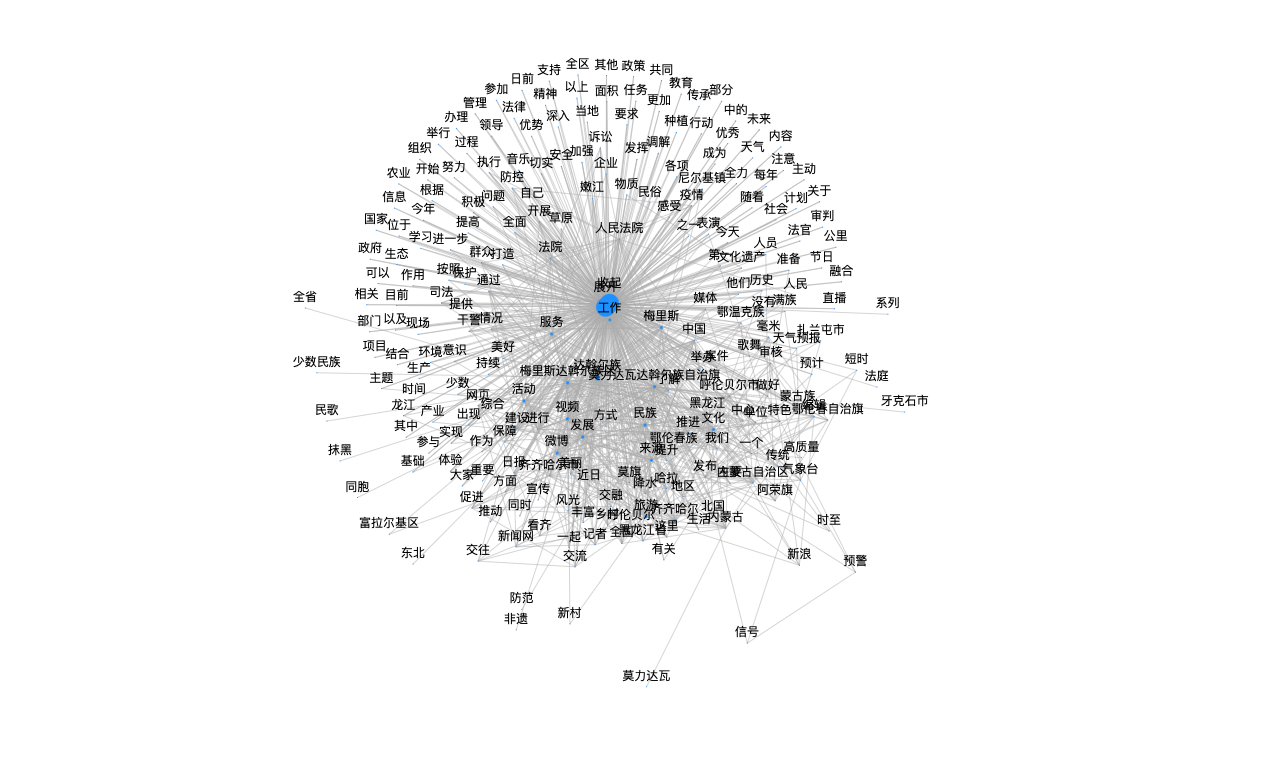 全区
其他
政策
支持
共同
日前
教育
参加
以上
面积
任务
部分
精神
更加
传承
管理
法律
深入
当地
要求
中的
办理
领导
优势
种植
行动
未来
举行
诉讼
优秀
内容
过程
调解
组织
加强
发挥
天气
安全
成为
注意
执行
音乐
切实
企业
各项
主动
农业
开始
努力
防控
尼尔基镇
全力
每年
信息
根据
积极
问题
自己
嫩江
物质
民俗
疫情
随着
计划
关于
国家
今年
开展
草原
感受
社会
审判
位于
提高
全面
人民法院
之一
表演
今天
法官
公里
政府
学习
进一步
法院
人员
生态
群众
打造
第一
文化遗产
准备
节日
可以
作用
按照
保护
通过
收起
展开
他们
历史
人民
融合
全省
相关
目前
司法
提供
工作
媒体
没有
满族
直播
系列
部门
以及
现场
干警
情况
服务
梅里斯
鄂温克族
中国
毫米
扎兰屯市
天气预报
项目
结合
环境
意识
美好
歌舞
审核
少数民族
生产
持续
达斡尔族
举办
案件
预计
短时
主题
梅里斯达斡尔族区
莫力达瓦达斡尔族自治旗
了解
法庭
时间
少数
网页
活动
呼伦贝尔市
做好
蒙古族
牙克石市
民歌
龙江
产业
出现
综合
视频
方式
民族
黑龙江
中心
单位
特色
鄂伦春自治旗
编辑
其中
建设
进行
发展
推进
文化
抹黑
参与
实现
作为
保障
微博
鄂伦春族
我们
一个
高质量
基础
体验
来源
提升
传统
同胞
大家
重要
日报
齐齐哈尔市
美丽
近日
莫旗
哈拉
发布
内蒙古自治区
气象台
方面
降水
地区
阿荣旗
促进
宣传
风光
交融
旅游
齐齐哈尔
北国
富拉尔基区
推动
同时
丰富
乡村
呼伦贝尔
生活
内蒙古
时至
看齐
新闻网
一起
记者
全国
黑龙江省
这里
东北
交往
交流
有关
新浪
预警
防范
非遗
新村
信号
莫力达瓦